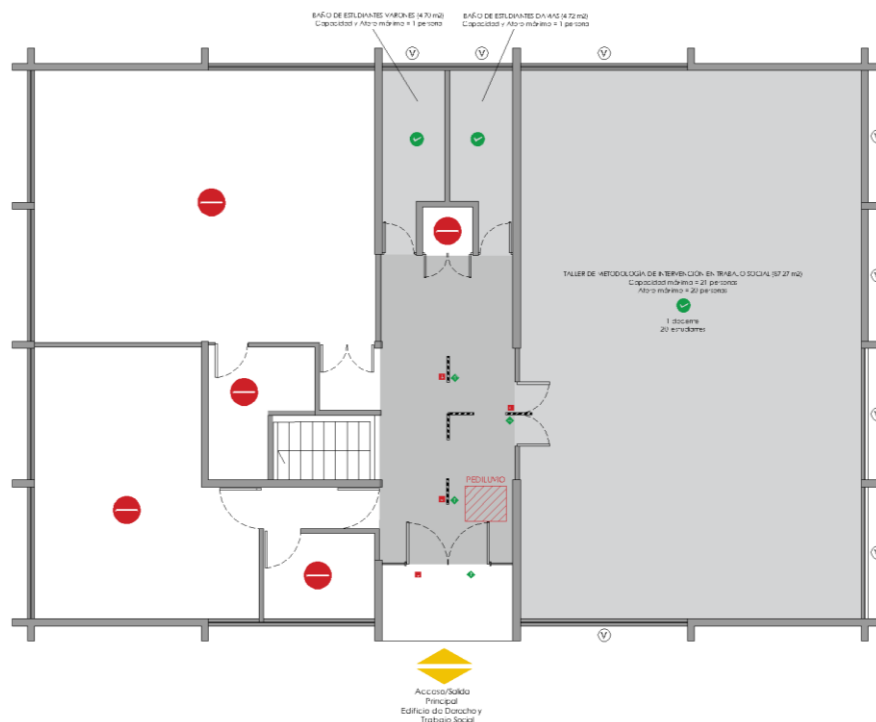 BAÑO DE ESTUDIANTES VARONES (4.70 m2)
Capacidad y Aforo máximo = 1 persona
BAÑO DE ESTUDIANTES DAMAS (4.72 m2)
Capacidad y Aforo máximo = 1 persona
V
V
V
V
TALLER DE METODOLOGÍA DE INTERVENCIÓN EN TRABAJO SOCIAL (87.27 m2)
Capacidad máxima = 21 personas
Aforo máximo = 20 personas
1 docente
20 estudiantes
V
V
V
PEDILUVIO
V
Acceso/Salida
Principal
Edificio de Derecho y
Trabajo Social